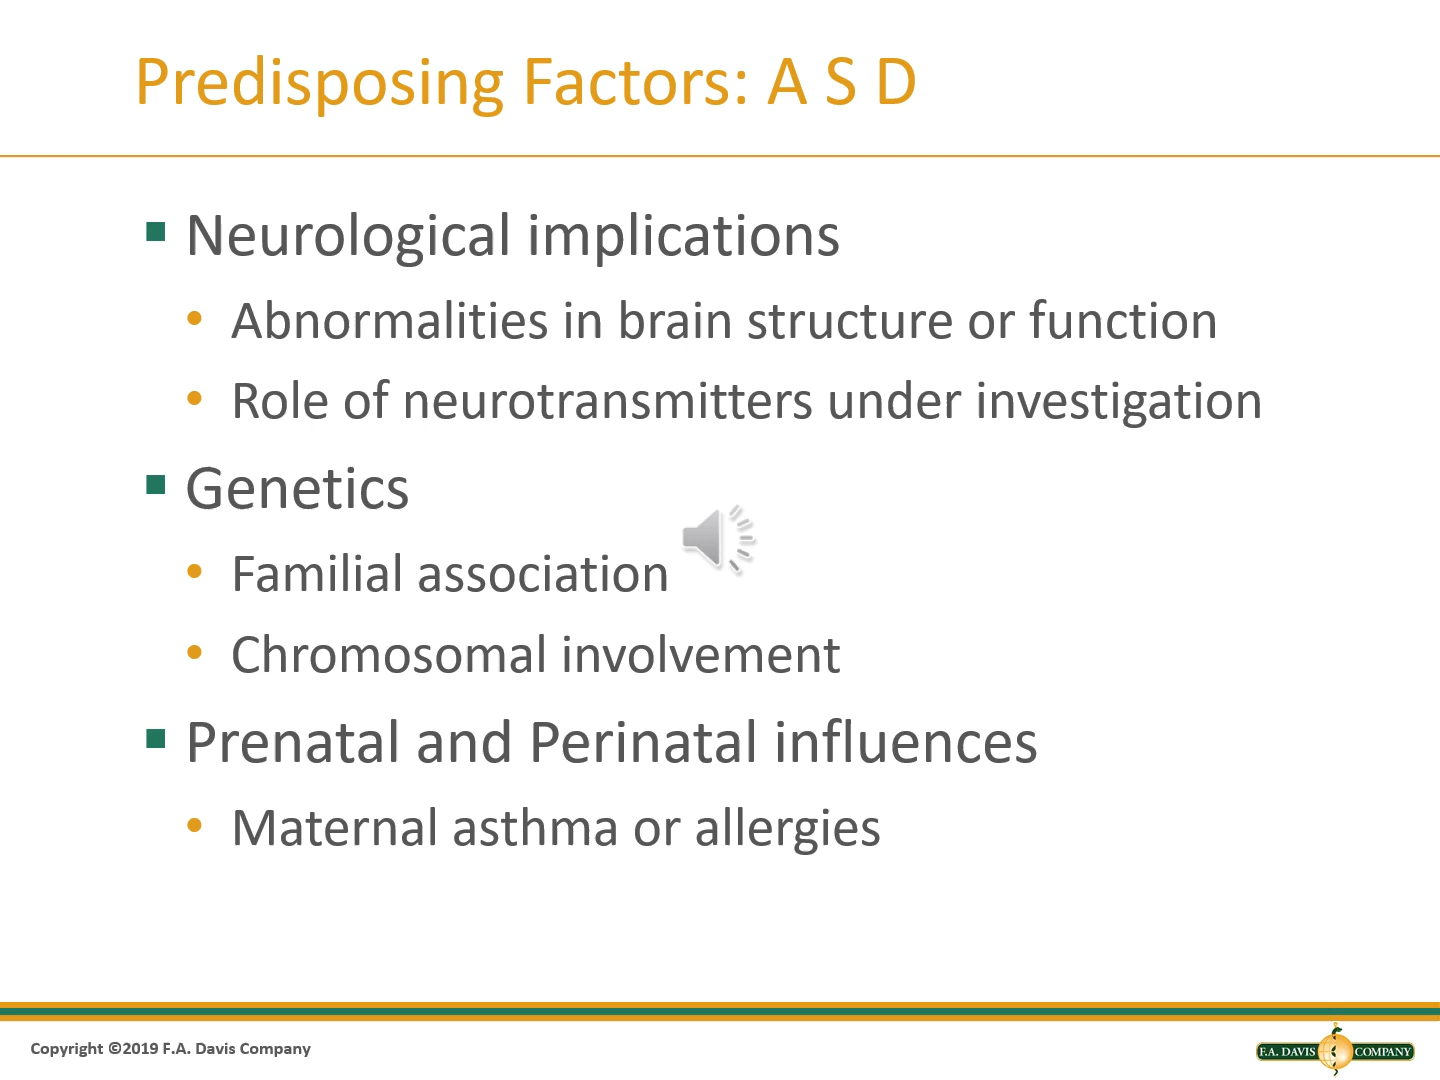 Predisposing Factors: A S D
Neurological implications
Abnormalities in brain structure or function
Role of neurotransmitters under investigation
Genetics
Familial association
Chromosomal involvement
Prenatal and Perinatal influences
Maternal asthma or allergies
Copyright ©2019 F.A. Davis Company
F.A. DAVIS COMPANY